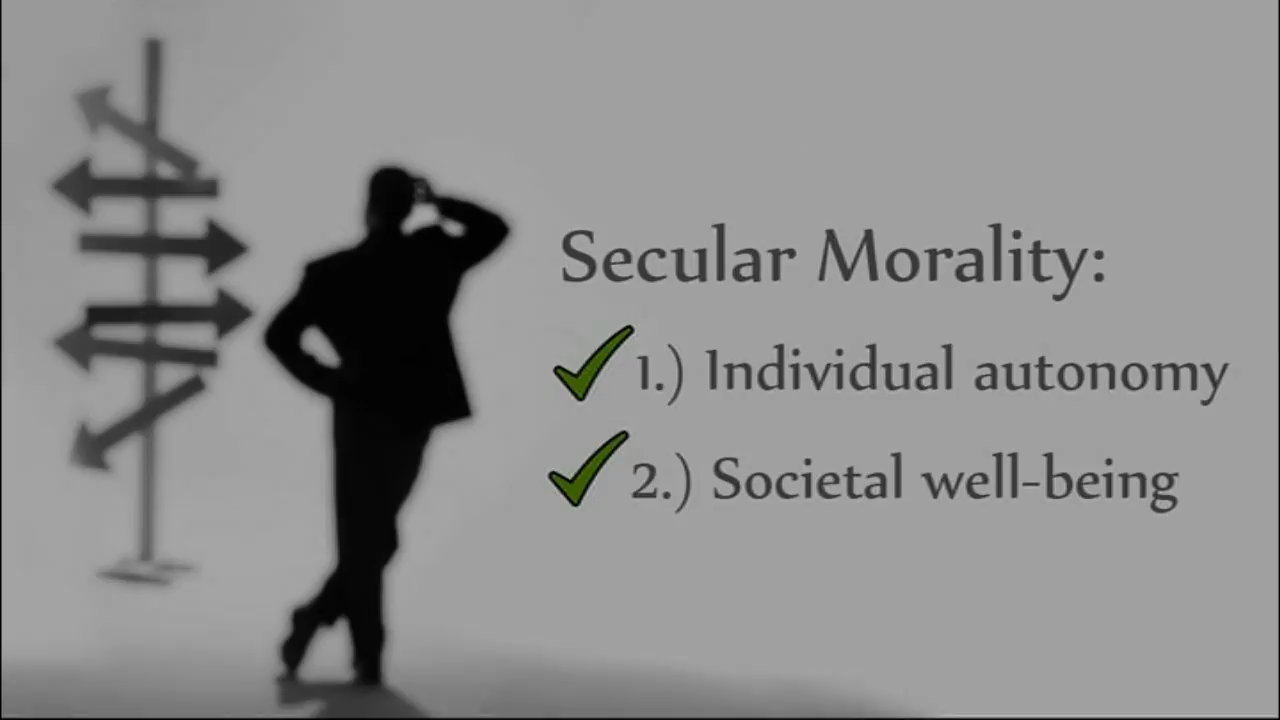 Secular Morality:
1.) Individual autonomy
2.) Societal well-being